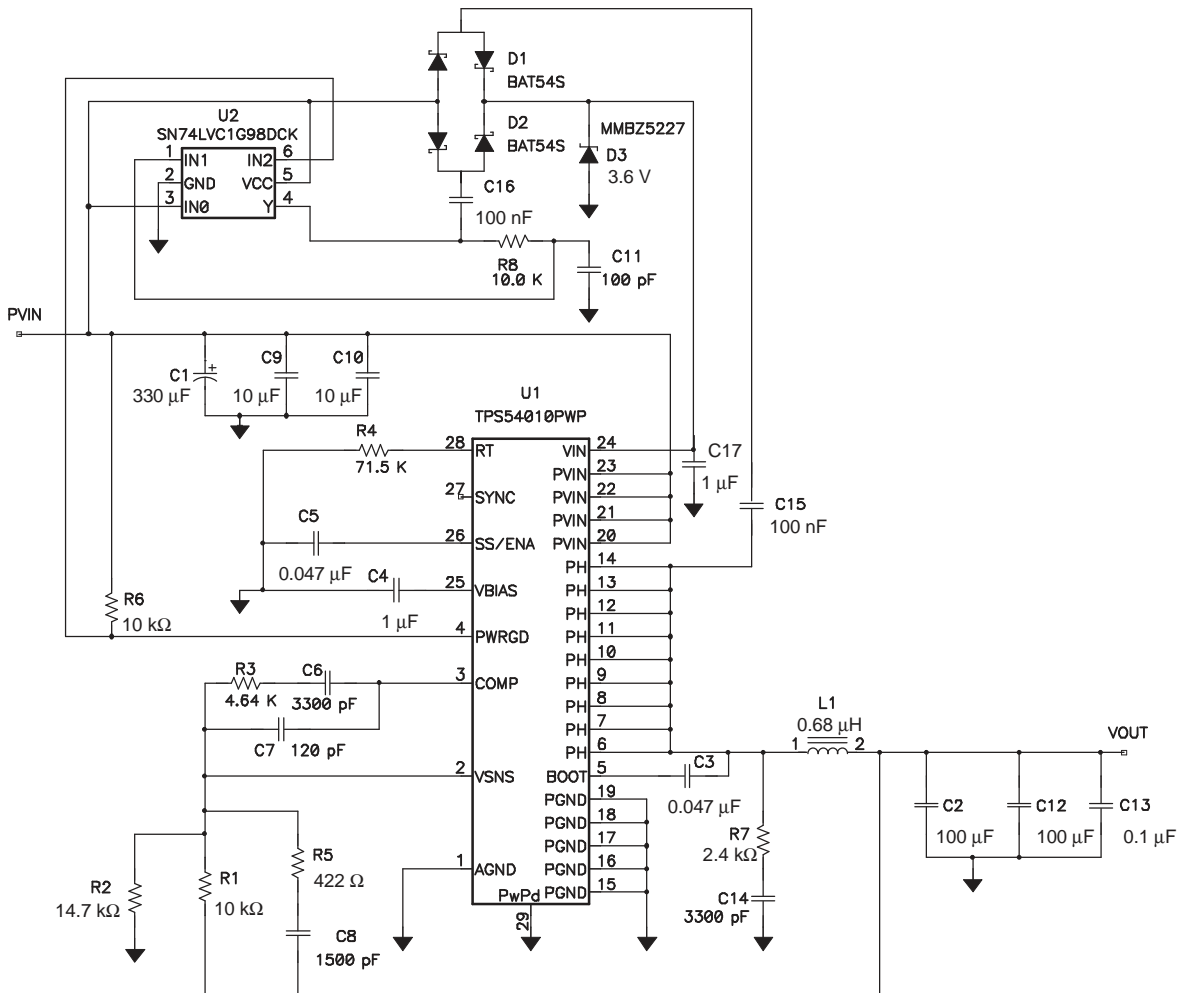 D1
BAT54S
U2
SN74LVC1G98DCK
1 IN1 IN2 6
2 GND VCC 5
3 IN0 Y 4
D2
BAT54S
MMBZ5227
D3
3.6 V
C16
100 nF
R8
10.0 K
C11
100 pF
PVIN
C1
330 μF
C9
10 μF
C10
10 μF
U1
TPS54010PWP
R4
71.5 K
28 RT
27 SYNC
26 SS/ENA
25 VBIAS
4 PWRGD
3 COMP
2 VSNS
1 AGND
VIN 24
PVIN 23
PVIN 22
PVIN 21
PVIN 20
PH 14
PH 13
PH 12
PH 11
PH 10
PH 9
PH 8
PH 7
PH 6
BOOT 5
PGND 19
PGND 18
PGND 17
PGND 16
PGND 15
PwPd
29
C17
1 μF
C15
100 nF
C5
0.047 μF
C4
1 μF
R6
10 kΩ
R3
4.64 K
C6
3300 pF
C7 120 pF
L1
0.68 μH
1 2
VOUT
C3
0.047 μF
R7
2.4 kΩ
C14
3300 pF
C2
100 μF
C12
100 μF
C13
0.1 μF
R2
14.7 kΩ
R1
10 kΩ
R5
422 Ω
C8
1500 pF